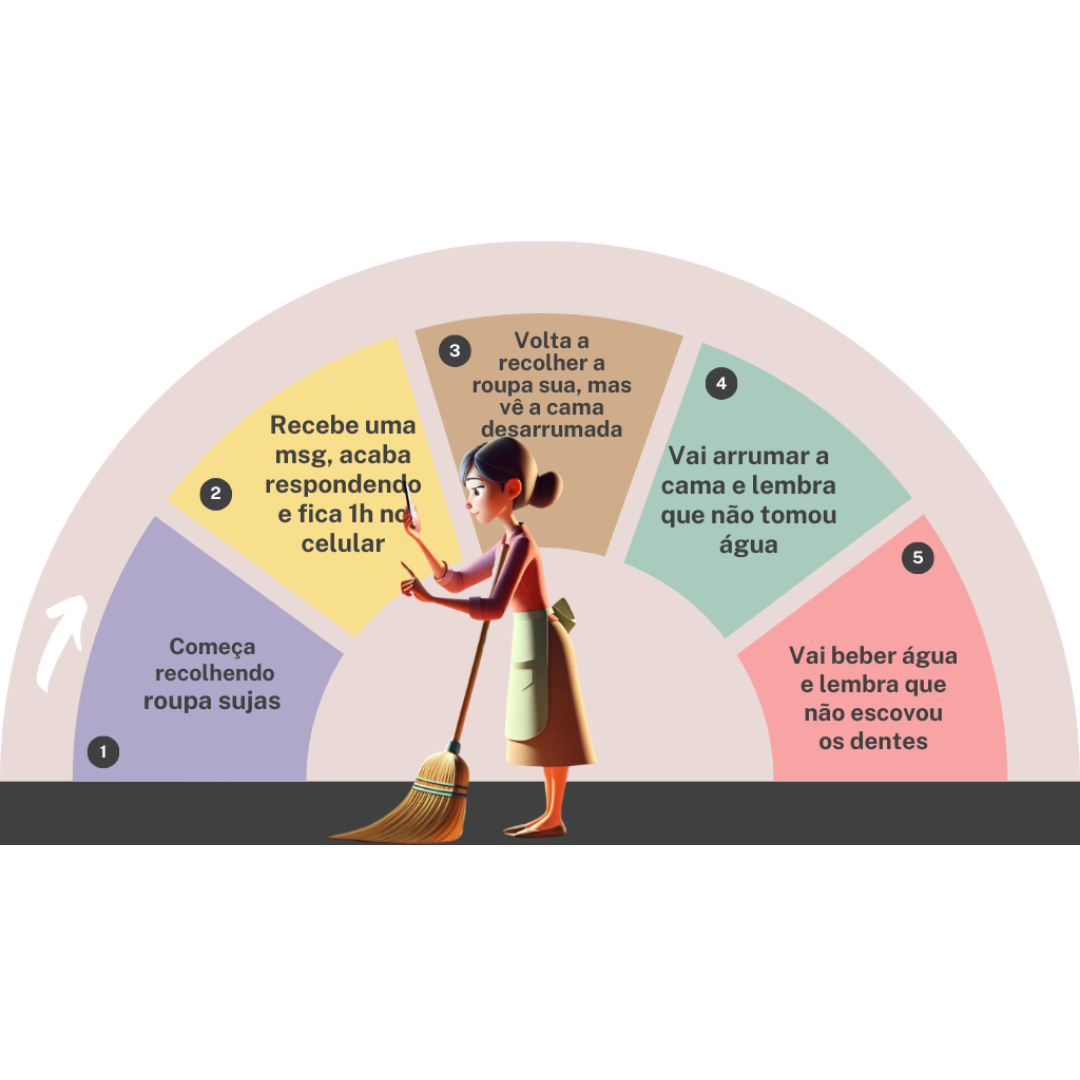 1
Começa
recolhendo
roupa sujas
2
Recebe uma
msg, acaba
respondendo
e fica 1h no
celular
3
Volta a
recolher a
roupa sua, mas
vê a cama
desarrumada
4
Vai arrumar a
cama e lembra
que não tomou
água
5
Vai beber água
e lembra que
não escovou
os dentes